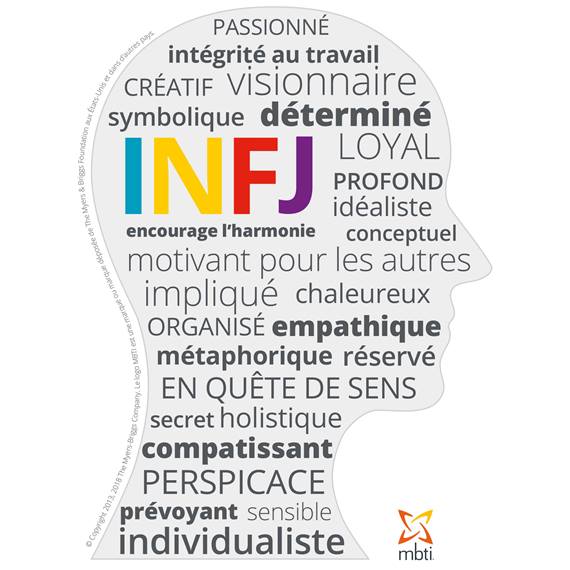 PASSIONNÉ
intégrité au travail
CRÉATIF visionnaire
symbolique déterminé
INFJ LOYAL
PROFOND
idéaliste
encourage l’harmonie conceptuel
motivant pour les autres
impliqué chaleureux
ORGANISÉ empathique
métaphorique réservé
EN QUÊTE DE SENS
secret holistique
compatissant
PERSPICACE
prévoyant sensible
individualiste
mbti.
© Copyright 2013, 2018 The Myers-Briggs Company. Le logo MBTI est une marque ou marque déposée de The Myers & Briggs Foundation aux États-Unis et dans d'autres pays.